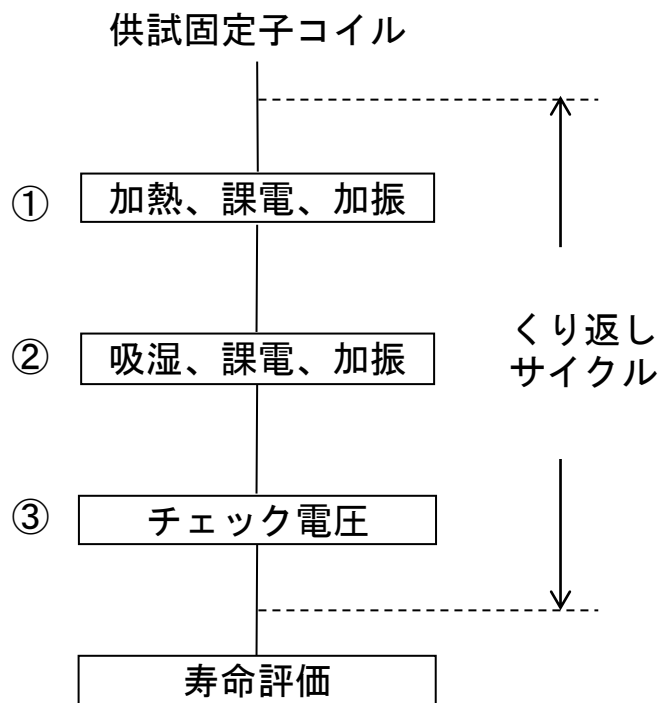 供試固定子コイル
① 加熱、課電、加振
② 吸湿、課電、加振
くり返し
サイクル
③ チェック電圧
寿命評価